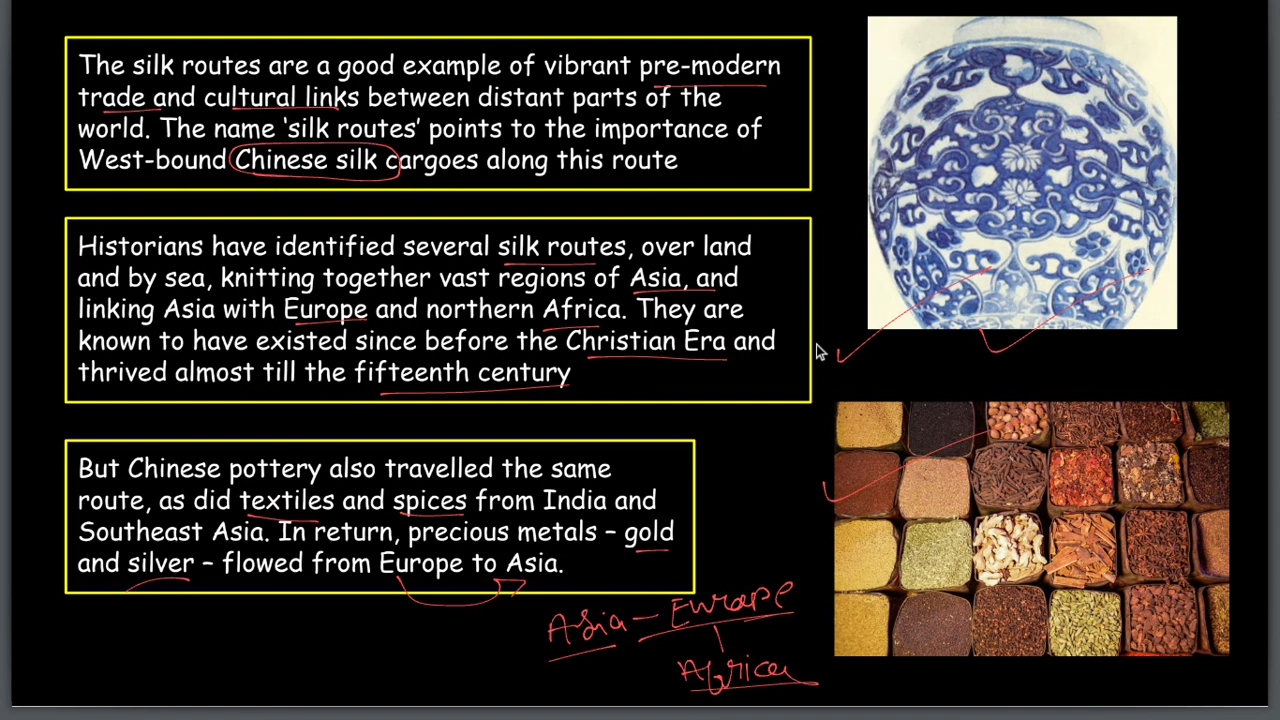 The silk routes are a good example of vibrant pre-modern
trade and cultural links between distant parts of the
world. The name ‘silk routes’ points to the importance of
West-bound Chinese silk cargoes along this route
Historians have identified several silk routes, over land
and by sea, knitting together vast regions of Asia, and
linking Asia with Europe and northern Africa. They are
known to have existed since before the Christian Era and
thrived almost till the fifteenth century
But Chinese pottery also travelled the same
route, as did textiles and spices from India and
Southeast Asia. In return, precious metals – gold
and silver – flowed from Europe to Asia.
Asia – Europe
Africa